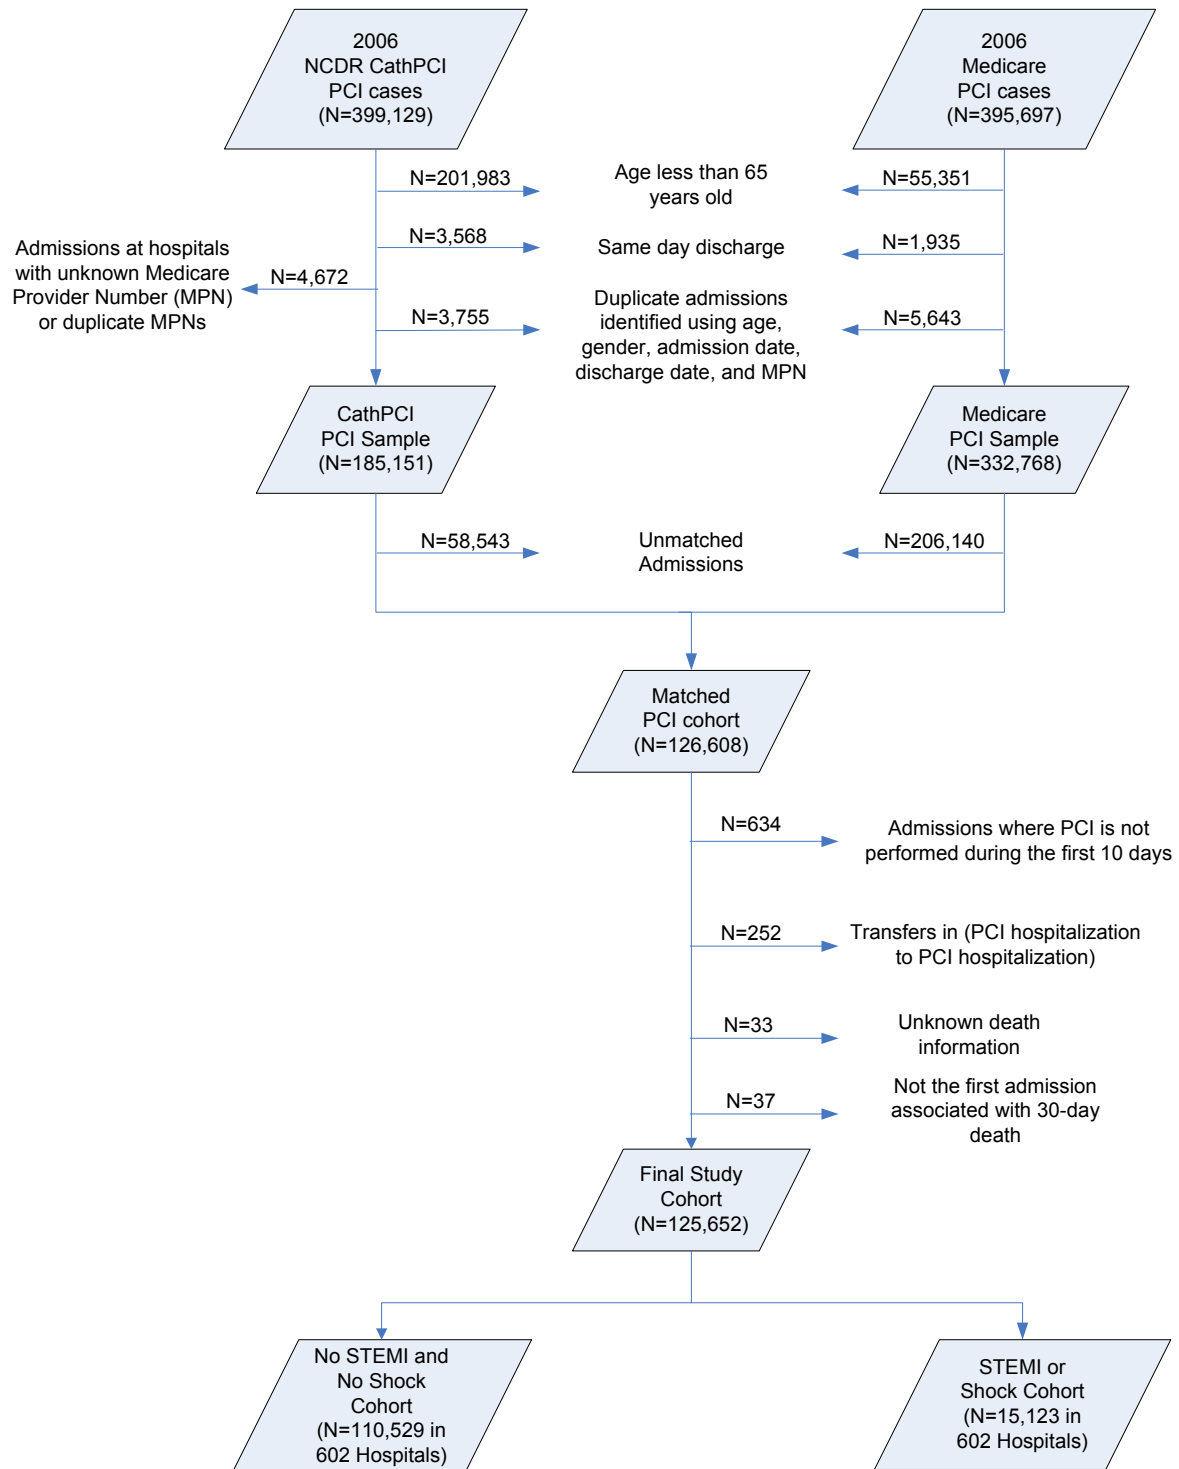 2006
NCDR CathPCI
PCI cases
(N=399,129)
2006
Medicare
PCI cases
(N=395,697)
N=201,983
Age less than 65
years old
N=55,351
N=3,568
Same day discharge
N=1,935
Admissions at hospitals
with unknown Medicare
Provider Number (MPN)
or duplicate MPNs
N=4,672
N=3,755
Duplicate admissions
identified using age,
gender, admission date,
discharge date, and MPN
N=5,643
CathPCI
PCI Sample
(N=185,151)
Medicare
PCI Sample
(N=332,768)
N=58,543
Unmatched
Admissions
N=206,140
Matched
PCI cohort
(N=126,608)
N=634
Admissions where PCI is not
performed during the first 10 days
N=252
Transfers in (PCI hospitalization
to PCI hospitalization)
N=33
Unknown death
information
N=37
Not the first admission
associated with 30-day
death
Final Study
Cohort
(N=125,652)
No STEMI and
No Shock
Cohort
(N=110,529 in
602 Hospitals)
STEMI or
Shock Cohort
(N=15,123 in
602 Hospitals)